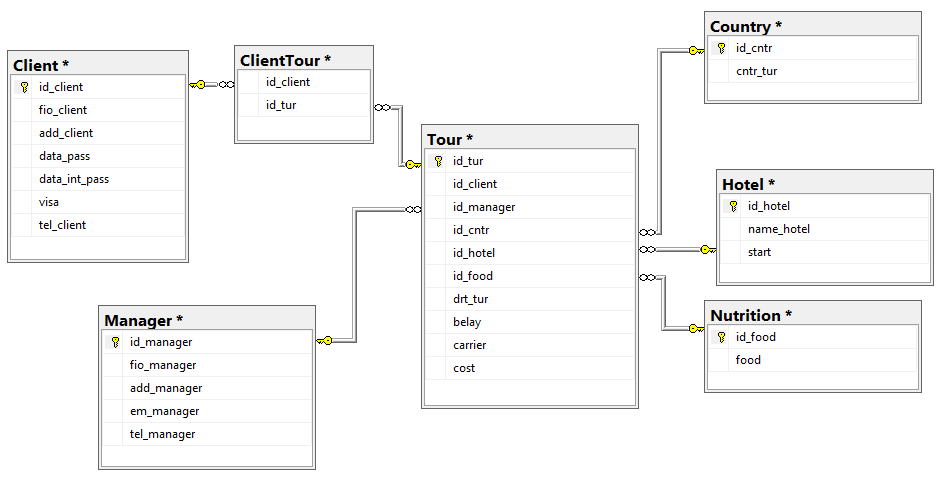 Client *
id_client
fio_client
add_client
data_pass
data_int_pass
visa
tel_client
ClientTour *
id_client
id_tur
Tour *
id_tur
id_client
id_manager
id_cntr
id_hotel
id_food
drt_tur
belay
carrier
cost
Country *
id_cntr
cntr_tur
Hotel *
id_hotel
name_hotel
start
Nutrition *
id_food
food
Manager *
id_manager
fio_manager
add_manager
em_manager
tel_manager